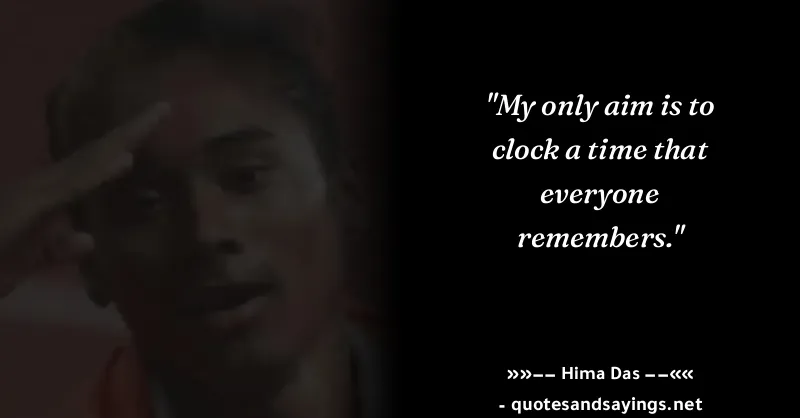 "My only aim is to
clock a time that
everyone
remembers."
»»–– Hima Das ––««
- quotesandsayings.net